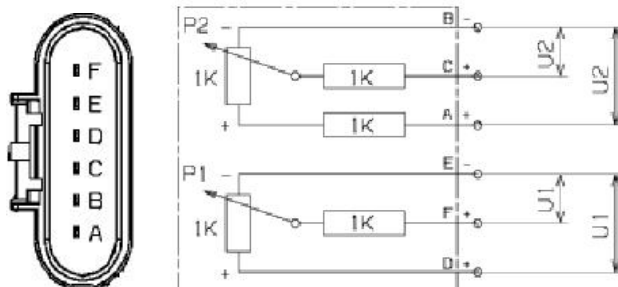 F
E
D
C
B
A
P2
1K
-
+
1K
1K
B -
C +
A +
U2
U2
P1
1K
-
+
1K
E -
F +
D +
U1
U1